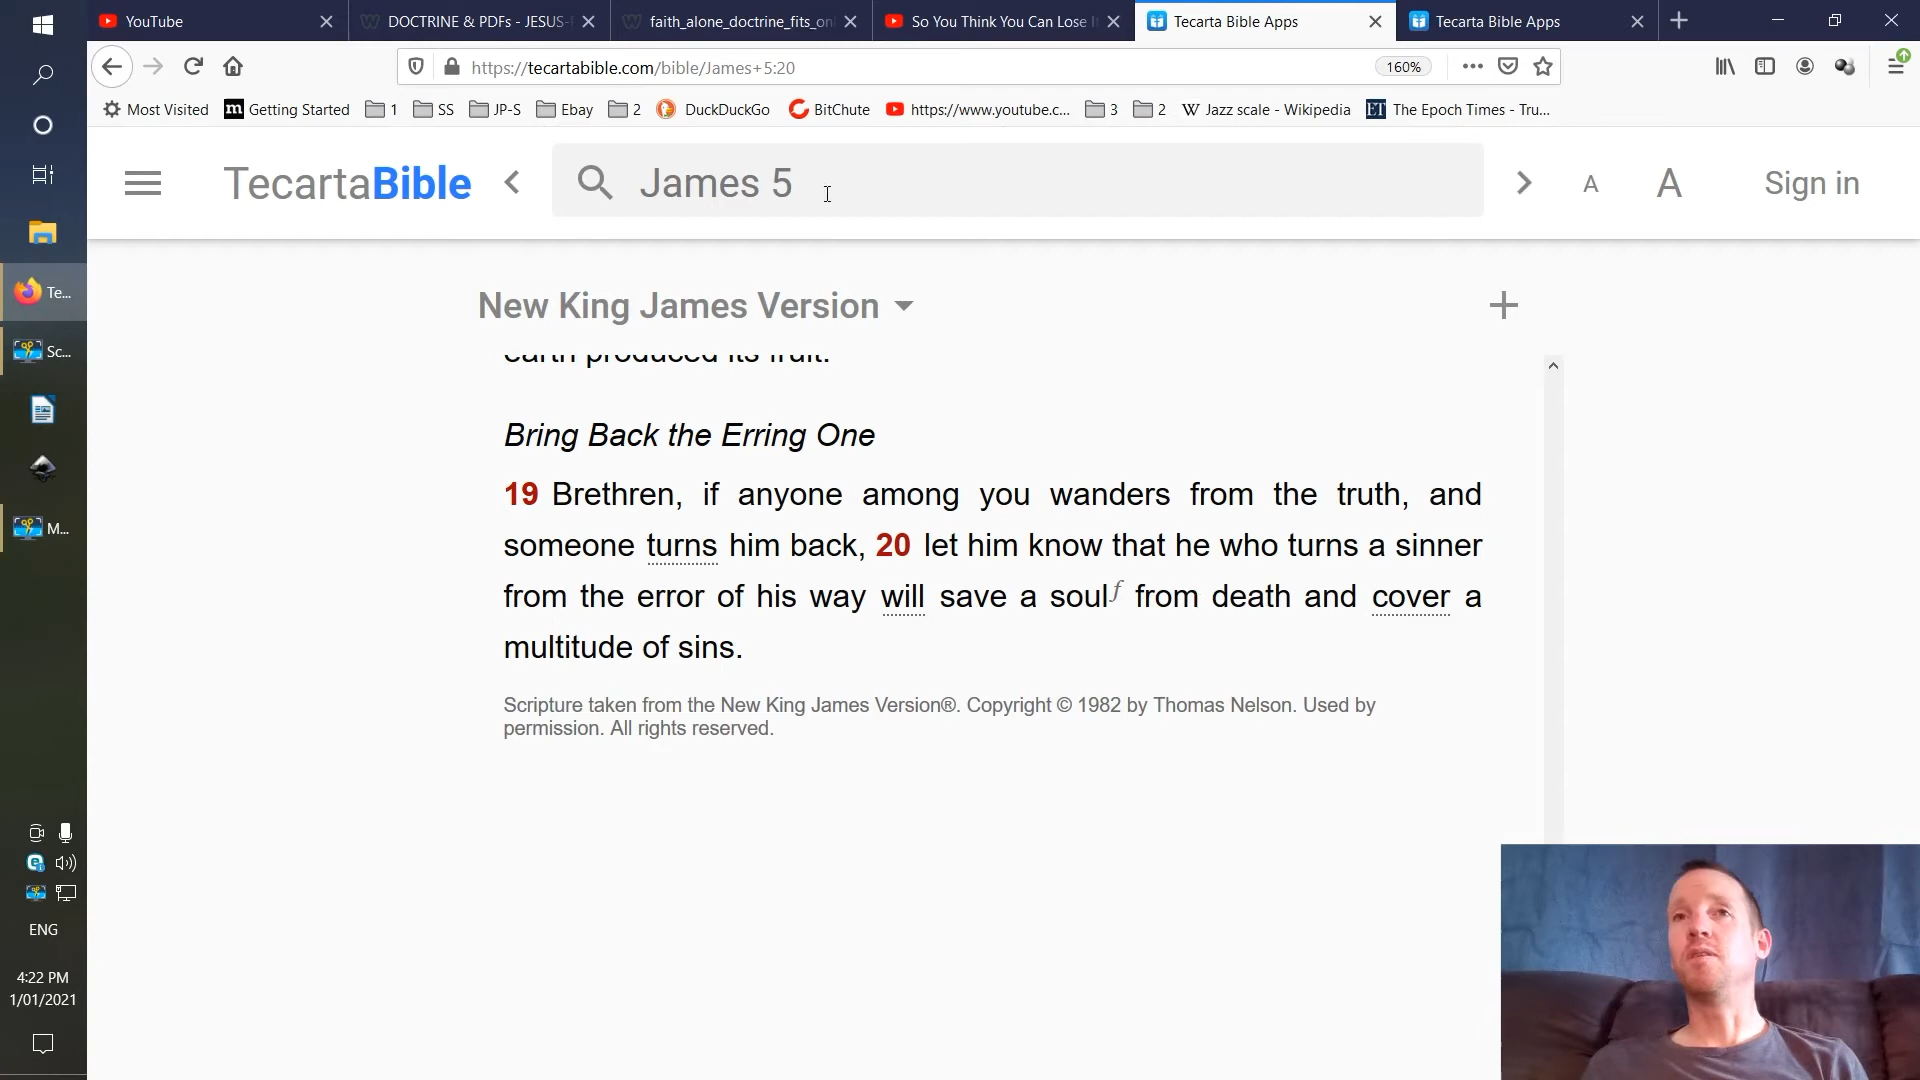 YouTube
DOCTRINE & PDFs - JESUS-
faith_alone_doctrine_fits_on
So You Think You Can Lose I
Tecarta Bible Apps
Tecarta Bible Apps
https://tecartabible.com/bible/James+5:20
160%
Most Visited
m Getting Started
1
SS
JP-S
Ebay
2
DuckDuckGo
BitChute
https://www.youtube.c...
3
2
W Jazz scale - Wikipedia
ET The Epoch Times - Tru...
TecartaBible
James 5
A
A
Sign in
New King James Version
earth produced its fruit.
Bring Back the Erring One
19 Brethren, if anyone among you wanders from the truth, and
someone turns him back, 20 let him know that he who turns a sinner
from the error of his way will save a soulf from death and cover a
multitude of sins.
Scripture taken from the New King James Version®. Copyright © 1982 by Thomas Nelson. Used by
permission. All rights reserved.
Te...
Sc...
M...
ENG
4:22 PM
1/01/2021